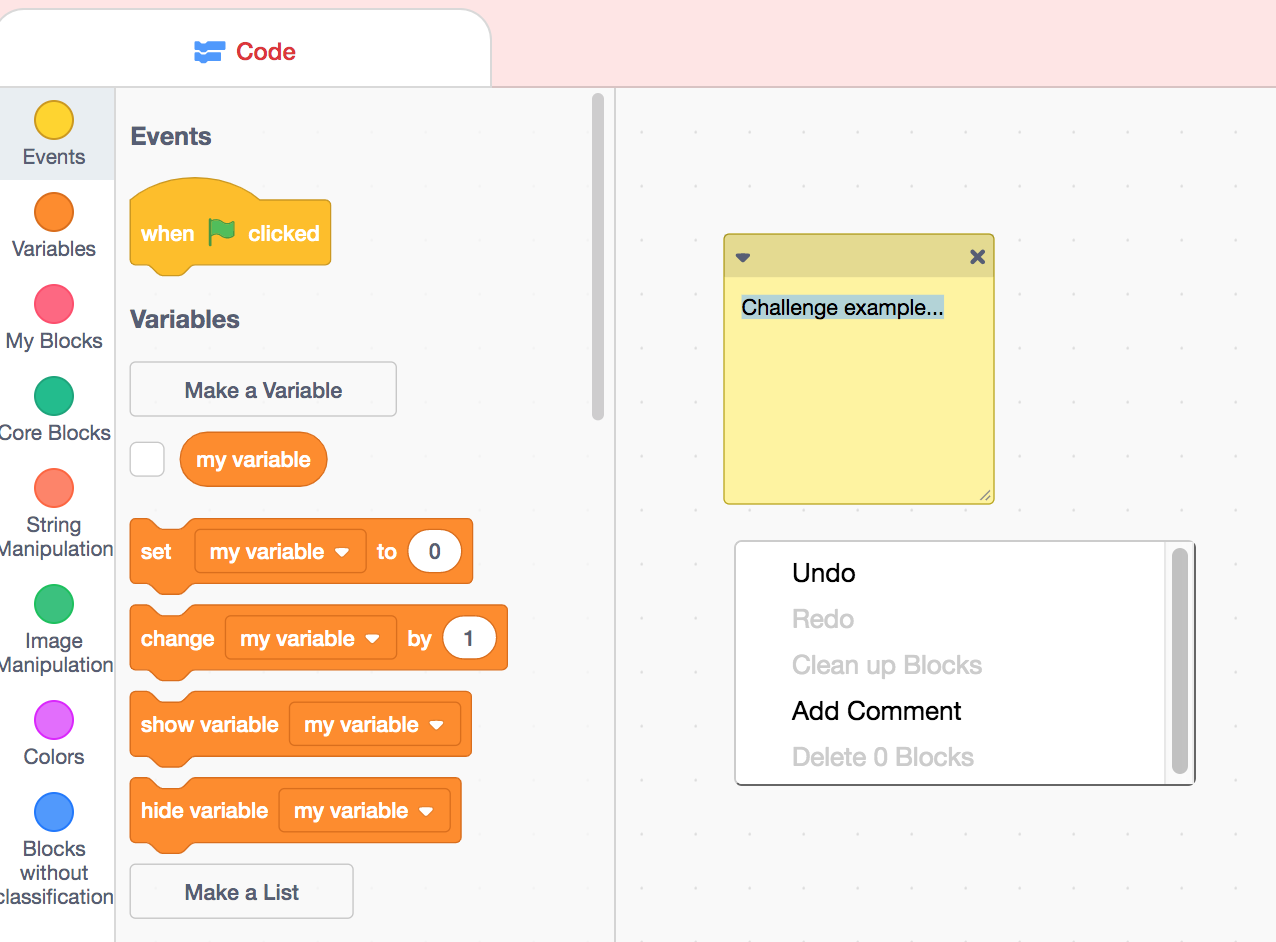 Code
Events
Variables
My Blocks
Core Blocks
String
Manipulation
Image
Manipulation
Colors
Blocks
without
classification
Events
when clicked
Variables
Make a Variable
my variable
set my variable to 0
change my variable by 1
show variable my variable
hide variable my variable
Make a List
Challenge example...
Undo
Redo
Clean up Blocks
Add Comment
Delete 0 Blocks